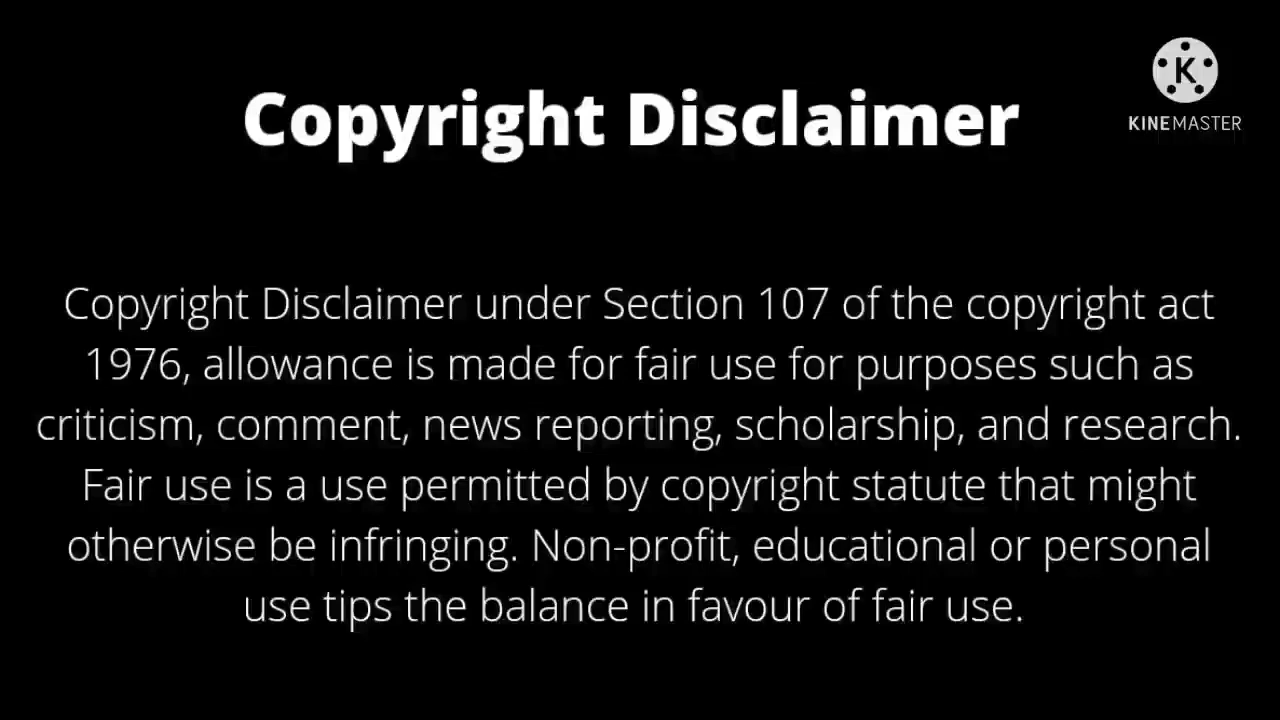 Copyright Disclaimer
K
KINEMASTER
Copyright Disclaimer under Section 107 of the copyright act
1976, allowance is made for fair use for purposes such as
criticism, comment, news reporting, scholarship, and research.
Fair use is a use permitted by copyright statute that might
otherwise be infringing. Non-profit, educational or personal
use tips the balance in favour of fair use.